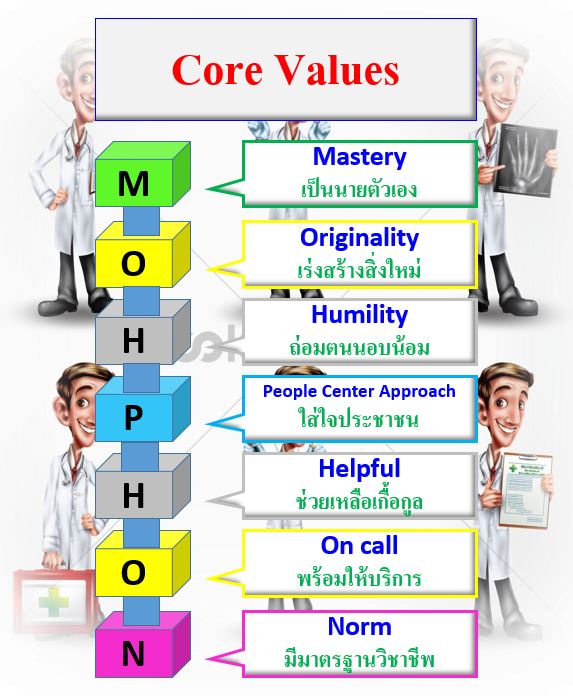 Core Values
M
Mastery
เป็นนายตัวเอง
O
Originality
เร่งสร้างสิ่งใหม่
H
Humility
ถ่อมตนนอบน้อม
P
People Center Approach
ใส่ใจประชาชน
H
Helpful
ช่วยเหลือเกื้อกูล
O
On call
พร้อมให้บริการ
N
Norm
มีมาตรฐานวิชาชีพ